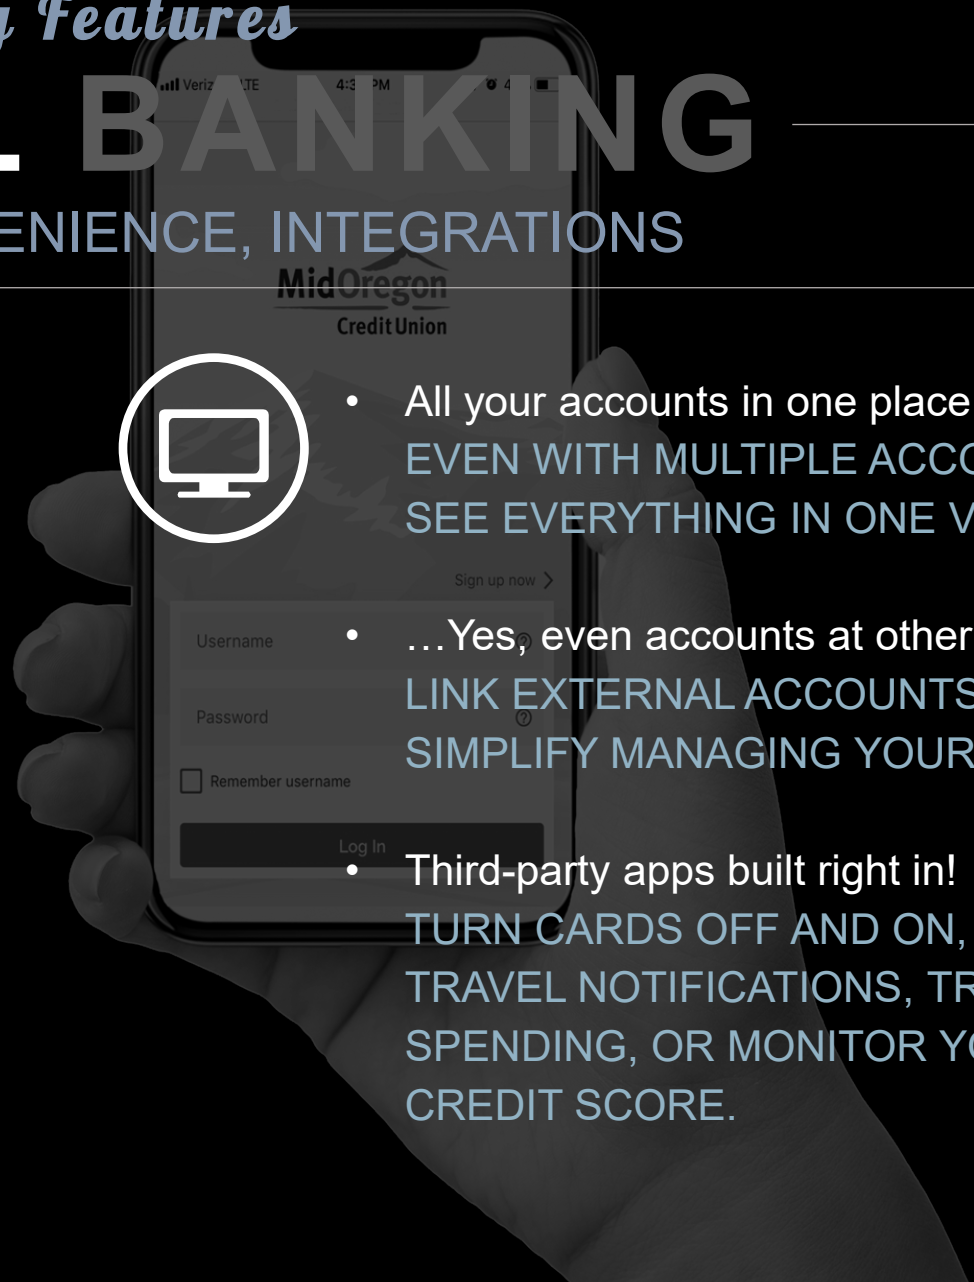 Features
BANKING
ENIENCE, INTEGRATIONS
MidOregon
Credit Union
All your accounts in one place
EVEN WITH MULTIPLE ACCO
SEE EVERYTHING IN ONE V
Sign up now
Username
…Yes, even accounts at other
LINK EXTERNAL ACCOUNTS
Password
SIMPLIFY MANAGING YOUR
Remember username
Log In
Third-party apps built right in!
TURN CARDS OFF AND ON,
TRAVEL NOTIFICATIONS, TR
SPENDING, OR MONITOR YO
CREDIT SCORE.